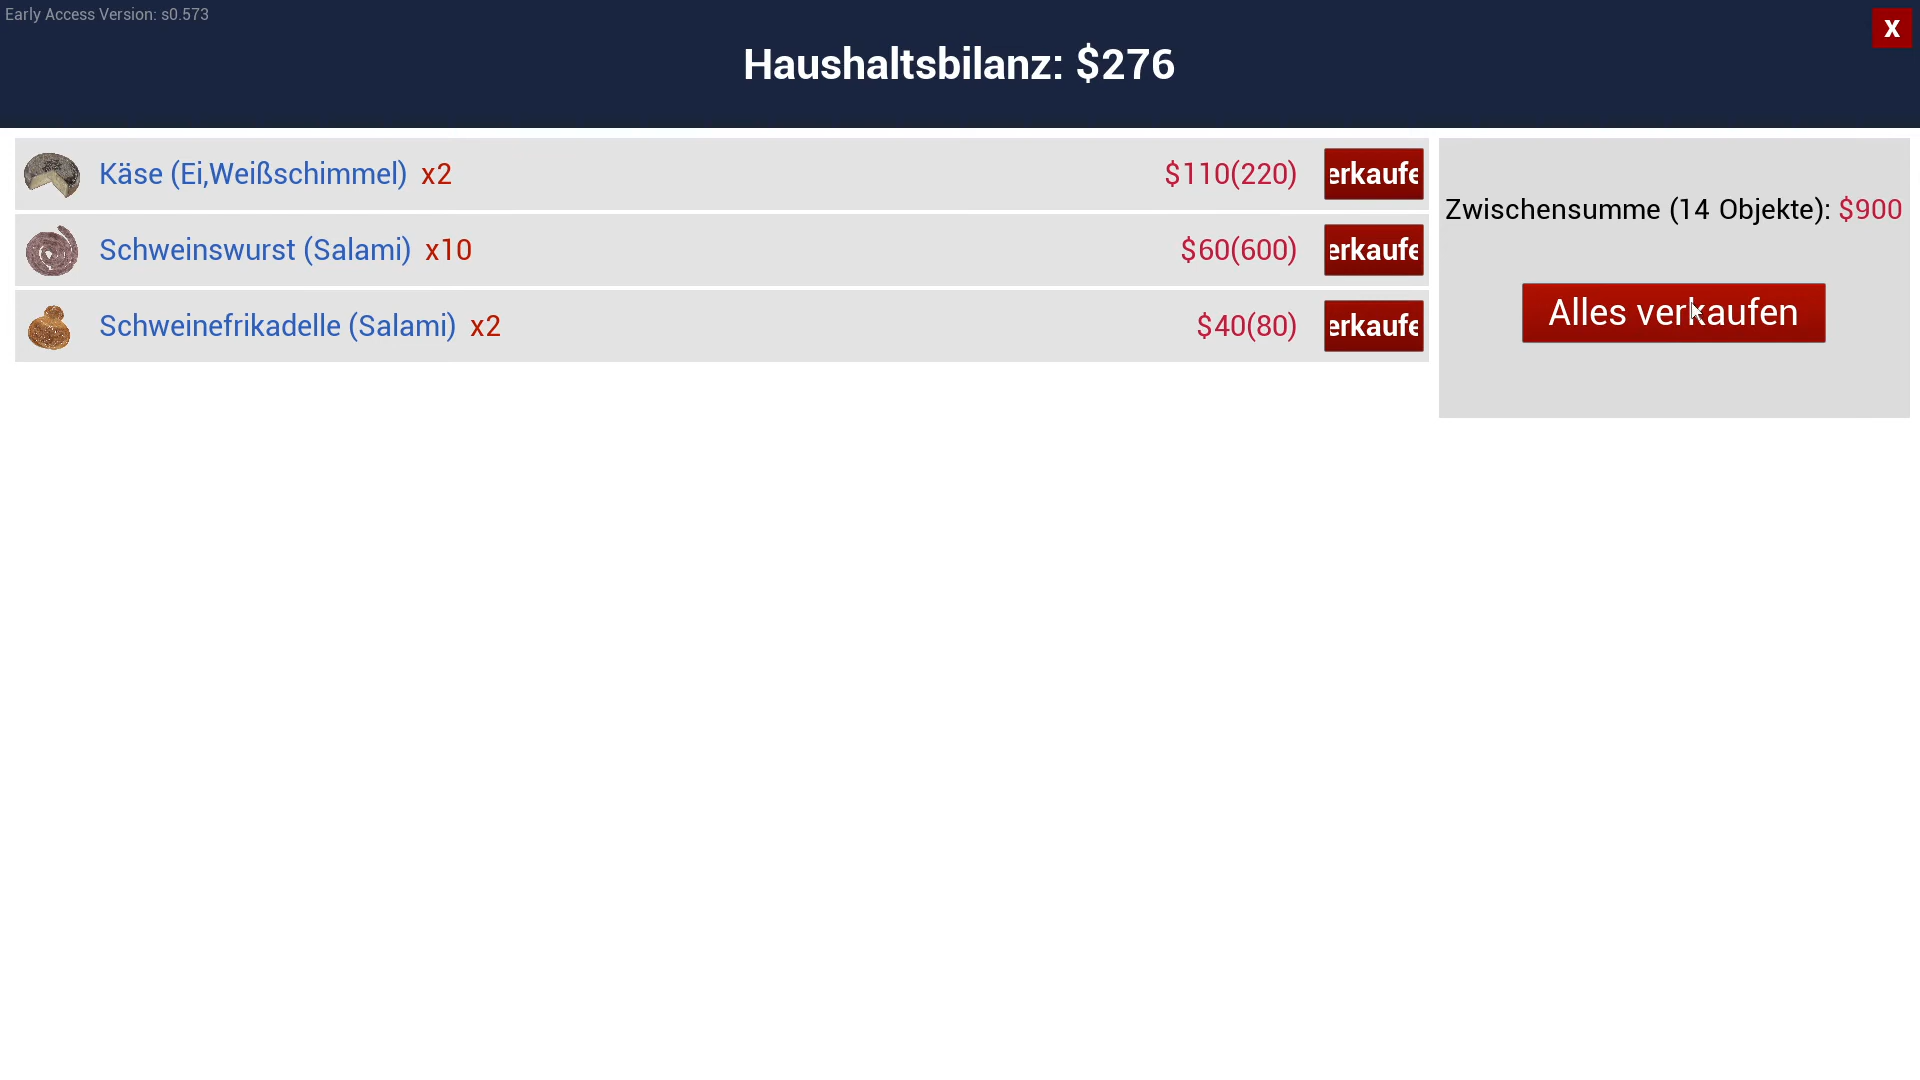 Early Access Version: s0.573
X
Haushaltsbilanz: $276
Käse (Ei,Weißschimmel) x2 $110(220) erkaufe
Zwischensumme (14 Objekte): $900
Schweinswurst (Salami) x10 $60(600) erkaufe
Alles verkaufen
Schweinefrikadelle (Salami) x2 $40(80) erkaufe